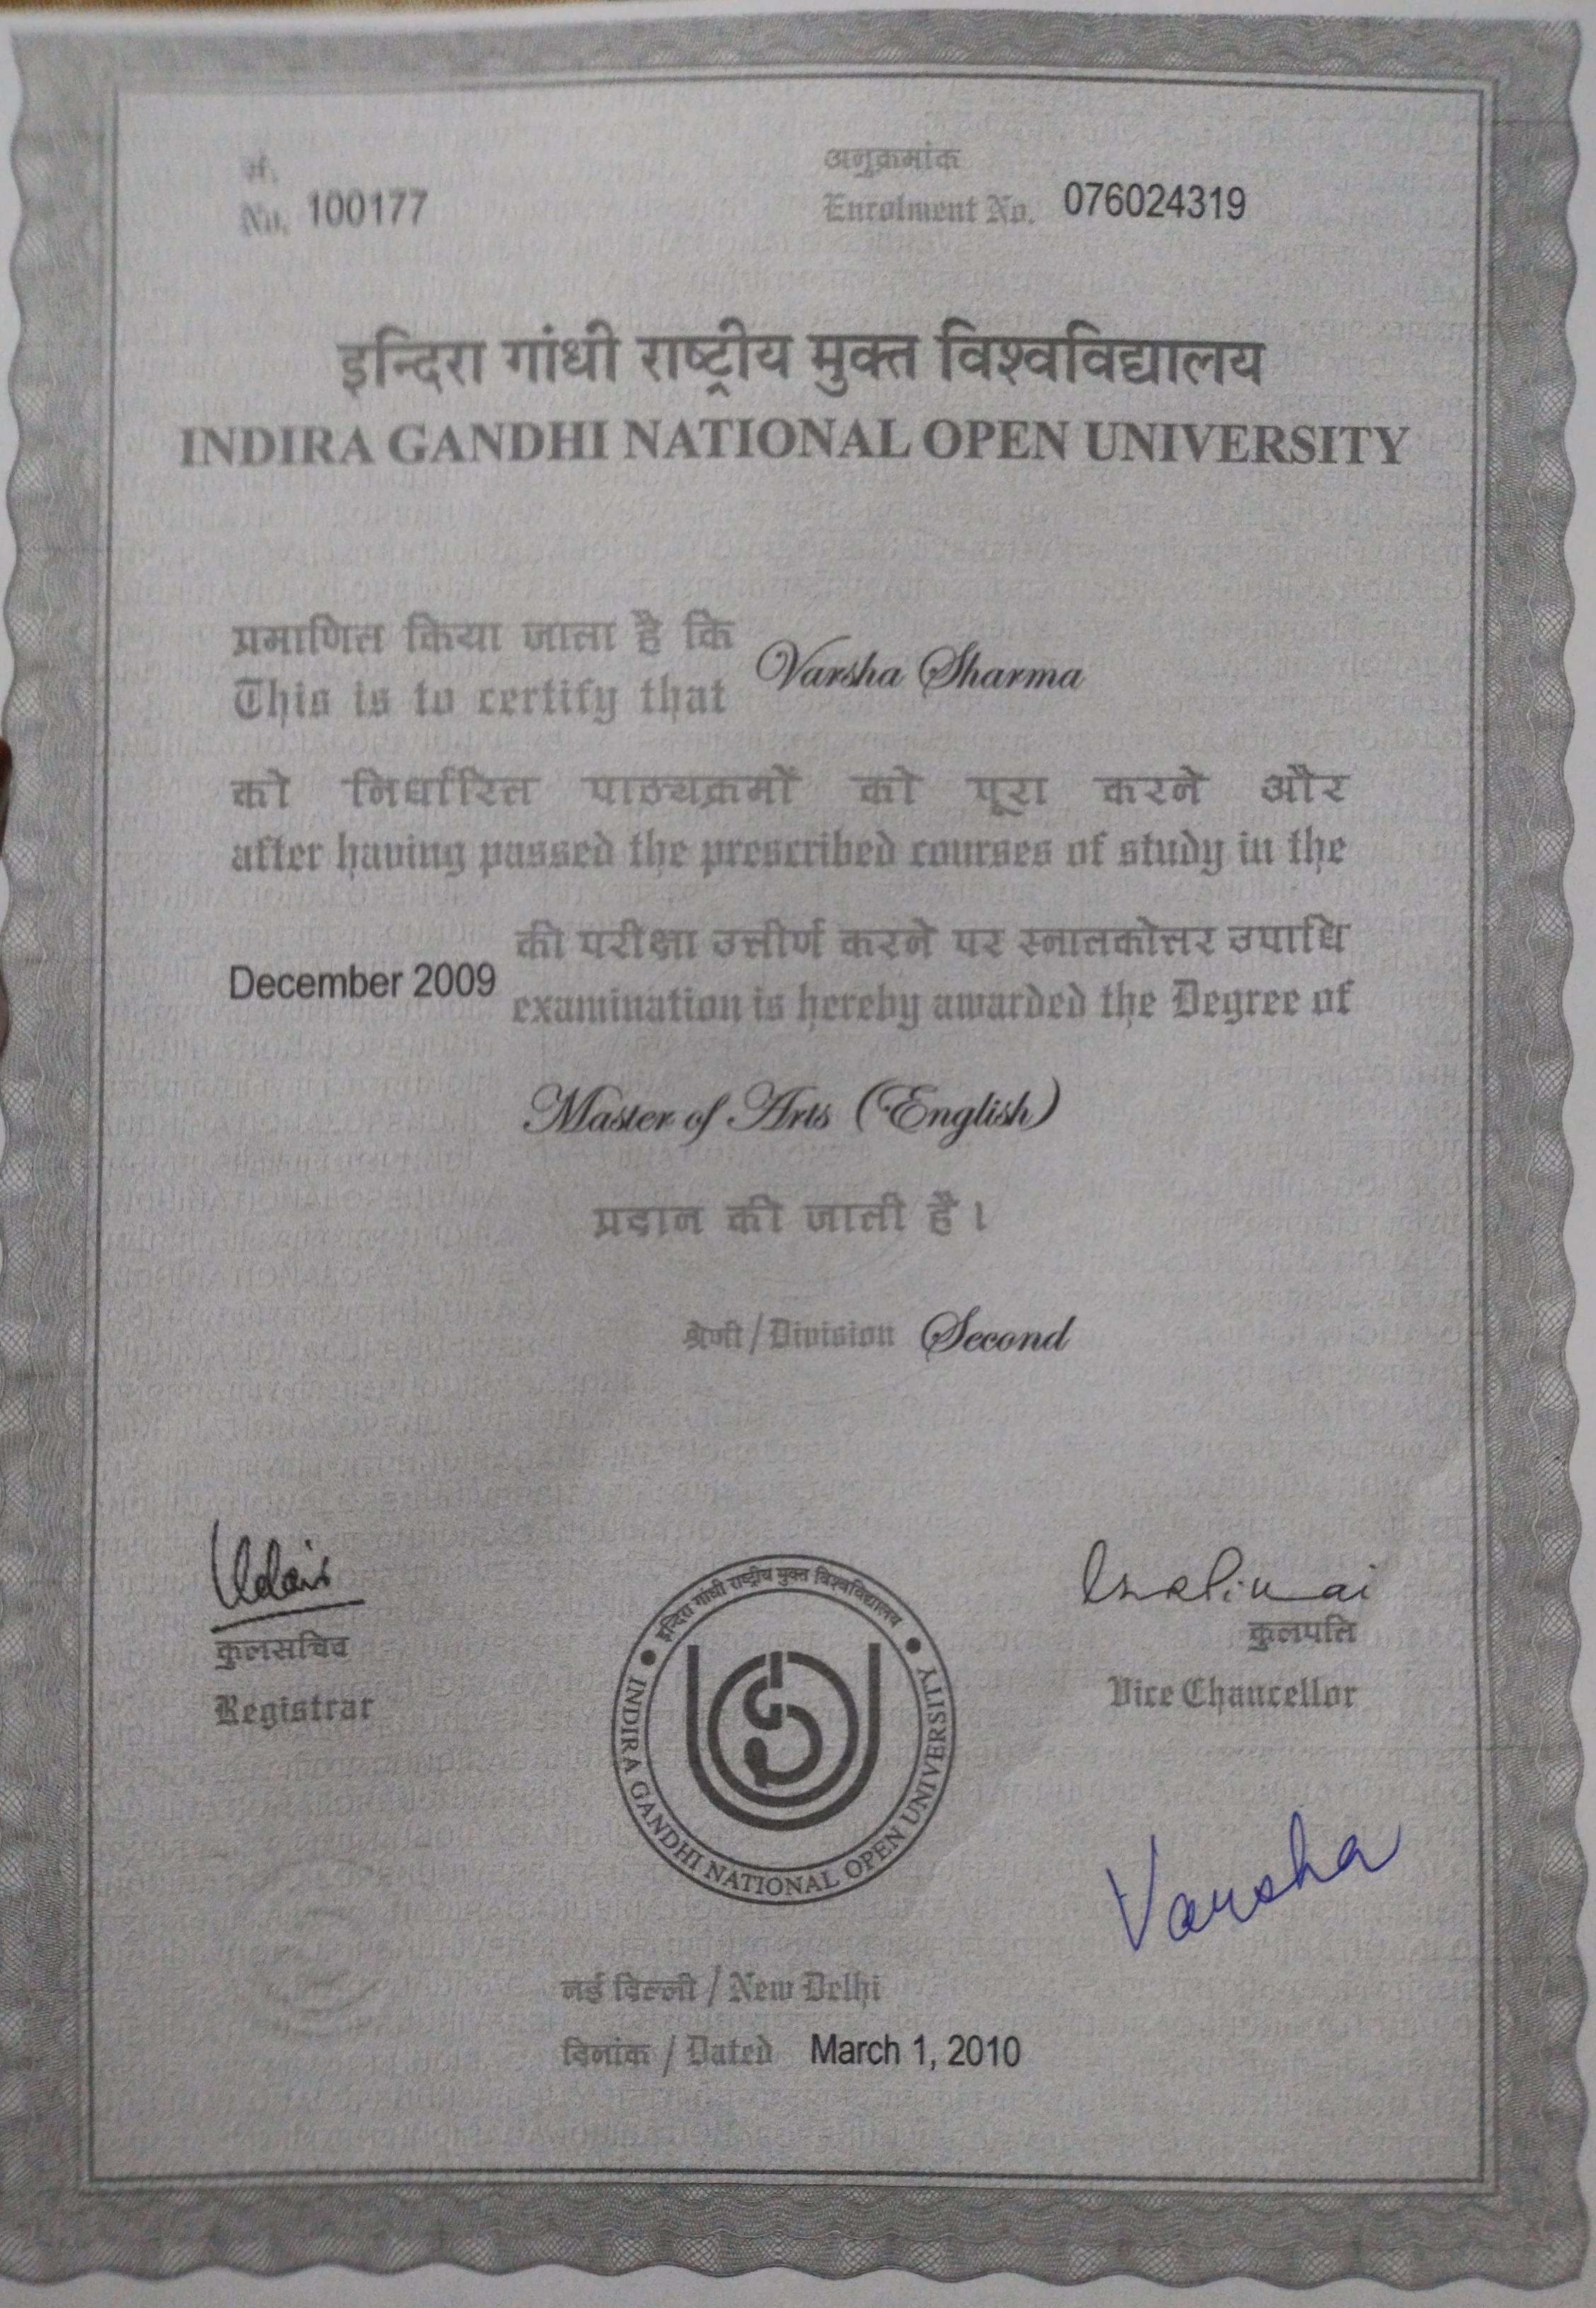 सं.
No. 100177
अनुक्रमांक
Enrolment No. 076024319
इन्दिरा गांधी राष्ट्रीय मुक्त विश्वविद्यालय
INDIRA GANDHI NATIONAL OPEN UNIVERSITY
प्रमाणित किया जाता है कि
This is to certify that Varsha Sharma
को निर्धारित पाठ्यक्रमों को पूरा करने और
after having passed the prescribed courses of study in the
की परीक्षा उत्तीर्ण करने पर स्नातकोत्तर उपाधि
December 2009 examination is hereby awarded the Degree of
Master of Arts (English)
प्रदान की जाती है।
श्रेणी / Division Second
कुलसचिव
Registrar
इन्दिरा गांधी राष्ट्रीय मुक्त विश्वविद्यालय
INDIRA GANDHI NATIONAL OPEN UNIVERSITY
कुलपति
Vice Chancellor
Varsha
नई दिल्ली / New Delhi
दिनांक / Dated March 1, 2010